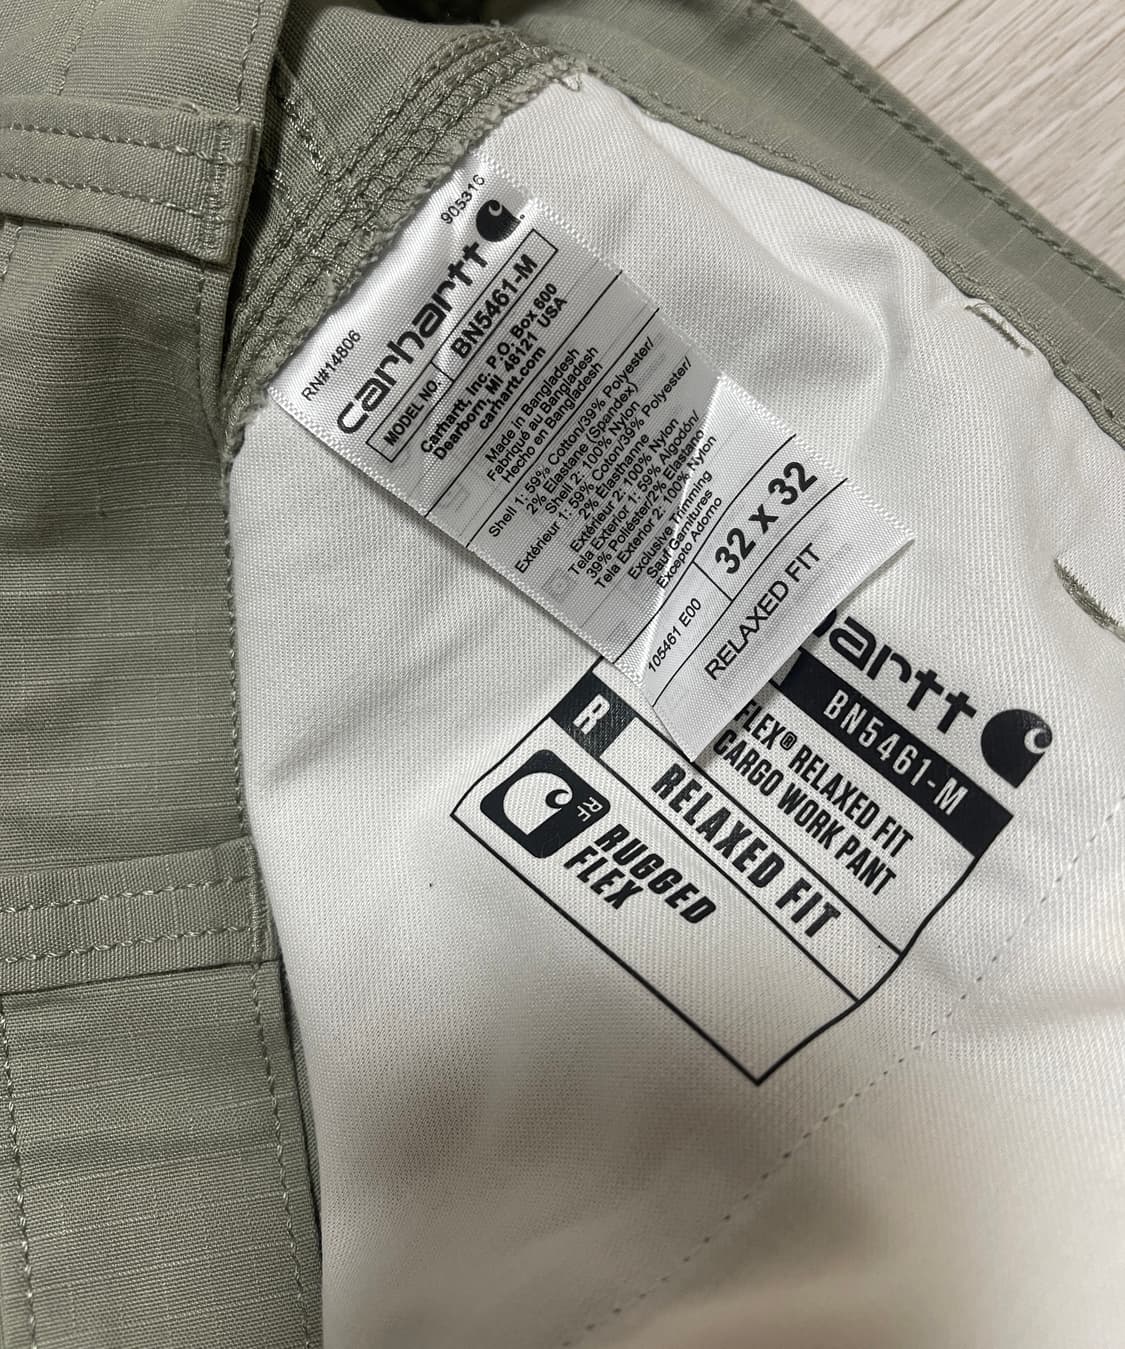 905316
RN#14806
carhartt
MODEL NO. BN5461-M
Carhartt, Inc. P.O. Box 600
Dearborn, MI 48121 USA
carhartt.com
Made in Bangladesh
Fabriqué au Bangladesh
Hecho en Bangladesh
Shell 1: 59% Cotton/39% Polyester/
2% Elastane (Spandex)
Shell 2: 100% Nylon
Extérieur 1: 59% Coton/39% Polyester/
2% Élasthanne
Extérieur 2: 100% Nylon
Tela Exterior 1: 59% Algodón/
39% Poliéster/2% Elastano
Tela Exterior 2: 100% Nylon
Exclusive Trimming
Sauf Garnitures
Excepto Adorno
105461 E00
32 x 32
RELAXED FIT
hartt
BN5461-M
FLEX® RELAXED FIT
CARGO WORK PANT
R
RELAXED FIT
RF
RUGGED
FLEX